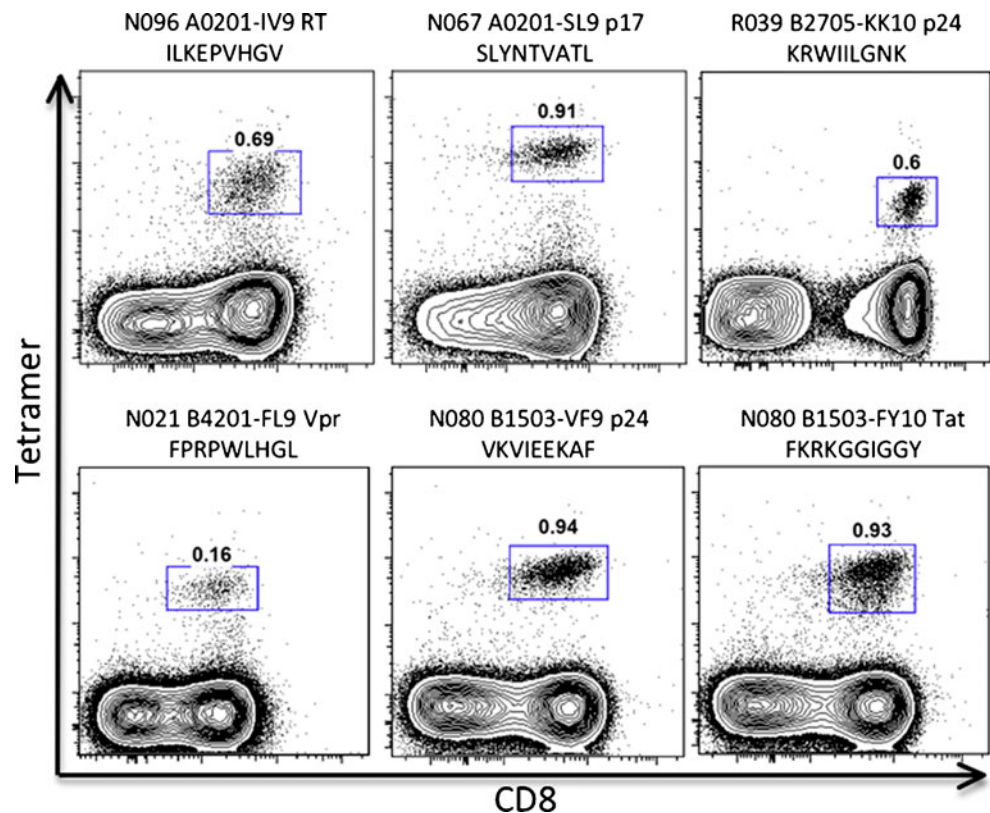 N096 A0201-IV9 RT
ILKEPVHGV
N067 A0201-SL9 p17
SLYNTVATL
R039 B2705-KK10 p24
KRWIILGNK
0.69
0.91
0.6
N021 B4201-FL9 Vpr
FPRPWLHGL
N080 B1503-VF9 p24
VKVIEEKAF
N080 B1503-FY10 Tat
FKRKGGIGGY
0.16
0.94
0.93
Tetramer
CD8